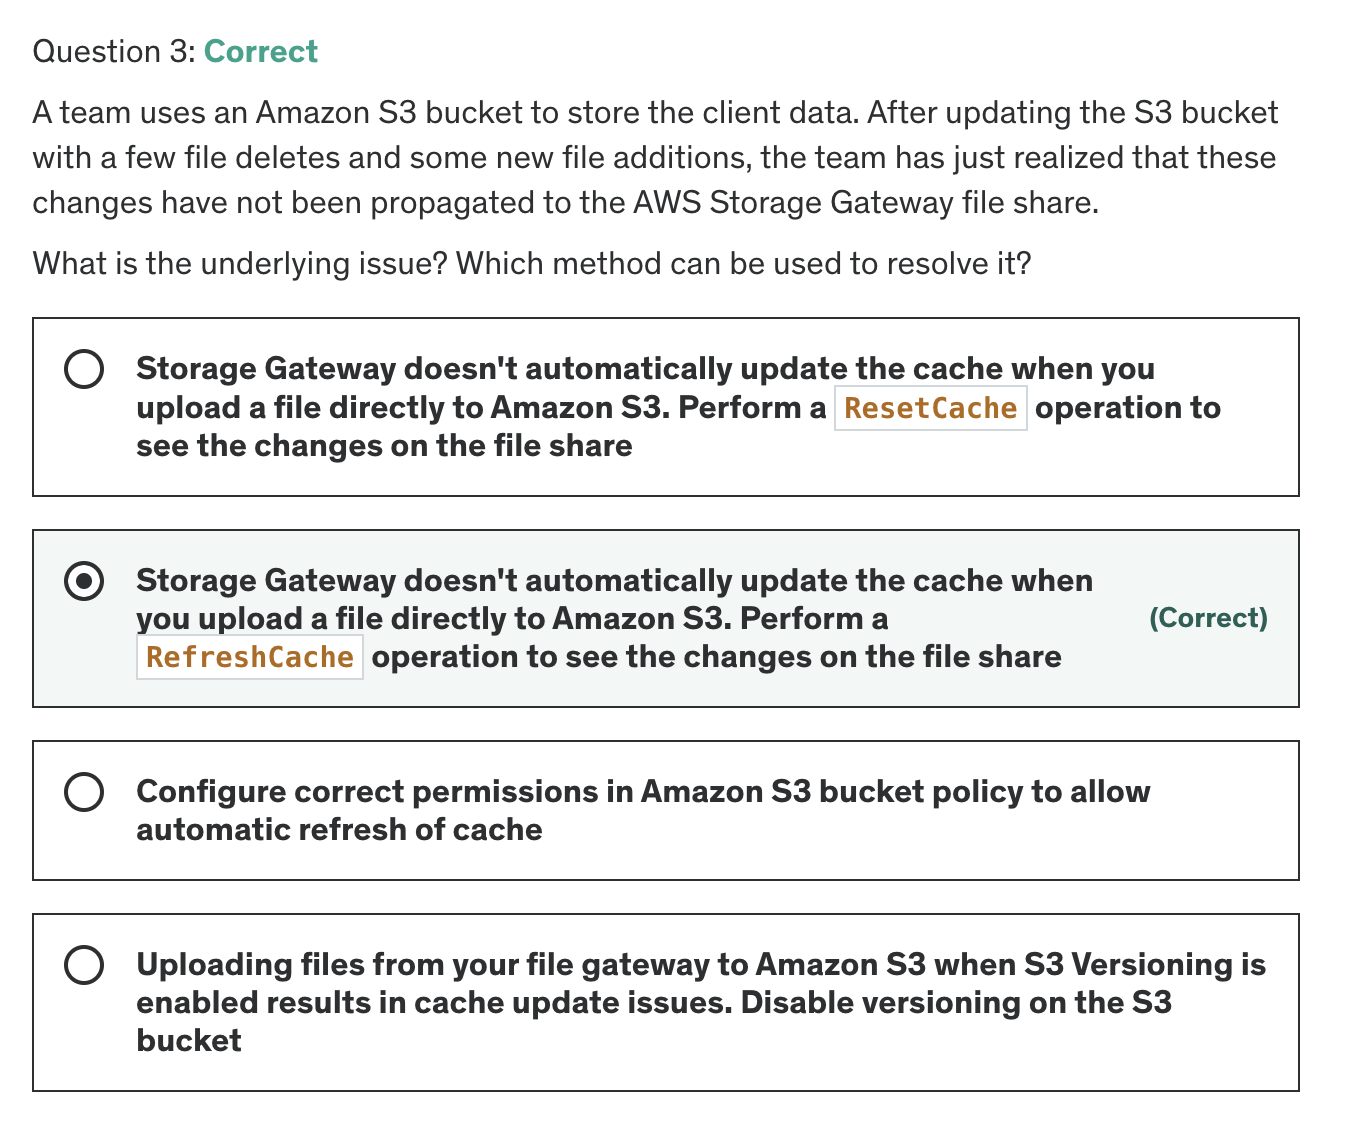 Question 3: Correct
A team uses an Amazon S3 bucket to store the client data. After updating the S3 bucket
with a few file deletes and some new file additions, the team has just realized that these
changes have not been propagated to the AWS Storage Gateway file share.
What is the underlying issue? Which method can be used to resolve it?
Storage Gateway doesn't automatically update the cache when you
upload a file directly to Amazon S3. Perform a ResetCache operation to
see the changes on the file share
Storage Gateway doesn't automatically update the cache when
you upload a file directly to Amazon S3. Perform a
(Correct)
RefreshCache operation to see the changes on the file share
Configure correct permissions in Amazon S3 bucket policy to allow
automatic refresh of cache
Uploading files from your file gateway to Amazon S3 when S3 Versioning is
enabled results in cache update issues. Disable versioning on the S3
bucket